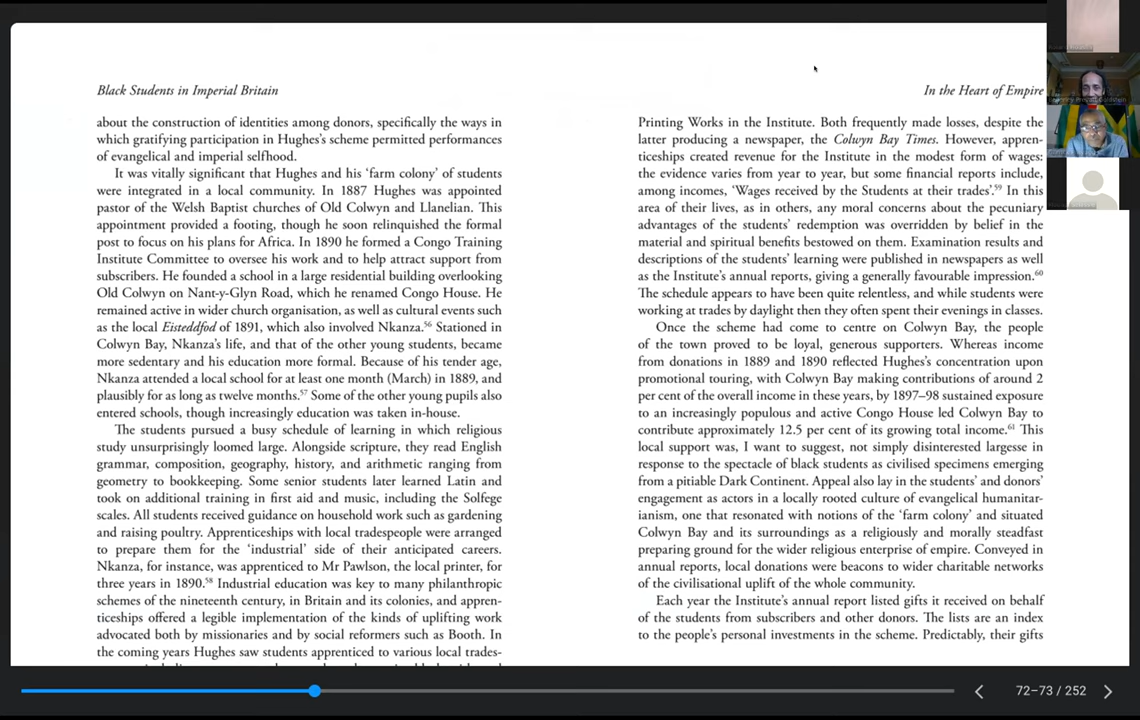 Black Students in Imperial Britain
about the construction of identities among donors, specifically the ways in
which gratifying participation in Hughes's scheme permitted performances
of evangelical and imperial selfhood.
It was vitally significant that Hughes and his 'farm colony' of students
were integrated in a local community. In 1887 Hughes was appointed
pastor of the Welsh Baptist churches of Old Colwyn and Llanelian. This
appointment provided a footing, though he soon relinquished the formal
post to focus on his plans for Africa. In 1890 he formed a Congo Training
Institute Committee to oversee his work and to help attract support from
subscribers. He founded a school in a large residential building overlooking
Old Colwyn on Nant-y-Glyn Road, which he renamed Congo House. He
remained active in wider church organisation, as well as cultural events such
as the local Eisteddfod of 1891, which also involved Nkanza.56 Stationed in
Colwyn Bay, Nkanza's life, and that of the other young students, became
more sedentary and his education more formal. Because of his tender age,
Nkanza attended a local school for at least one month (March) in 1889, and
plausibly for as long as twelve months.57 Some of the other young pupils also
entered schools, though increasingly education was taken in-house.
The students pursued a busy schedule of learning in which religious
study unsurprisingly loomed large. Alongside scripture, they read English
grammar, composition, geography, history, and arithmetic ranging from
geometry to bookkeeping. Some senior students later learned Latin and
took on additional training in first aid and music, including the Solfege
scales. All students received guidance on household work such as gardening
and raising poultry. Apprenticeships with local tradespeople were arranged
to prepare them for the 'industrial' side of their anticipated careers.
Nkanza, for instance, was apprenticed to Mr Pawlson, the local printer, for
three years in 1890.58 Industrial education was key to many philanthropic
schemes of the nineteenth century, in Britain and its colonies, and appren-
ticeships offered a legible implementation of the kinds of uplifting work
advocated both by missionaries and by social reformers such as Booth. In
the coming years Hughes saw students apprenticed to various local trades-
In the Heart of Empire
Printing Works in the Institute. Both frequently made losses, despite the
latter producing a newspaper, the Colwyn Bay Times. However, appren-
ticeships created revenue for the Institute in the modest form of wages:
the evidence varies from year to year, but some financial reports include,
among incomes, 'Wages received by the Students at their trades'.59 In this
area of their lives, as in others, any moral concerns about the pecuniary
advantages of the students' redemption was overridden by belief in the
material and spiritual benefits bestowed on them. Examination results and
descriptions of the students' learning were published in newspapers as well
as the Institute's annual reports, giving a generally favourable impression.60
The schedule appears to have been quite relentless, and while students were
working at trades by daylight then they often spent their evenings in classes.
Once the scheme had come to centre on Colwyn Bay, the people
of the town proved to be loyal, generous supporters. Whereas income
from donations in 1889 and 1890 reflected Hughes's concentration upon
promotional touring, with Colwyn Bay making contributions of around 2
per cent of the overall income in these years, by 1897–98 sustained exposure
to an increasingly populous and active Congo House led Colwyn Bay to
contribute approximately 12.5 per cent of its growing total income.61 This
local support was, I want to suggest, not simply disinterested largesse in
response to the spectacle of black students as civilised specimens emerging
from a pitiable Dark Continent. Appeal also lay in the students' and donors'
engagement as actors in a locally rooted culture of evangelical humanitar-
ianism, one that resonated with notions of the 'farm colony' and situated
Colwyn Bay and its surroundings as a religiously and morally steadfast
preparing ground for the wider religious enterprise of empire. Conveyed in
annual reports, local donations were beacons to wider charitable networks
of the civilisational uplift of the whole community.
Each year the Institute's annual report listed gifts it received on behalf
of the students from subscribers and other donors. The lists are an index
to the people's personal investments in the scheme. Predictably, their gifts
72–73 / 252